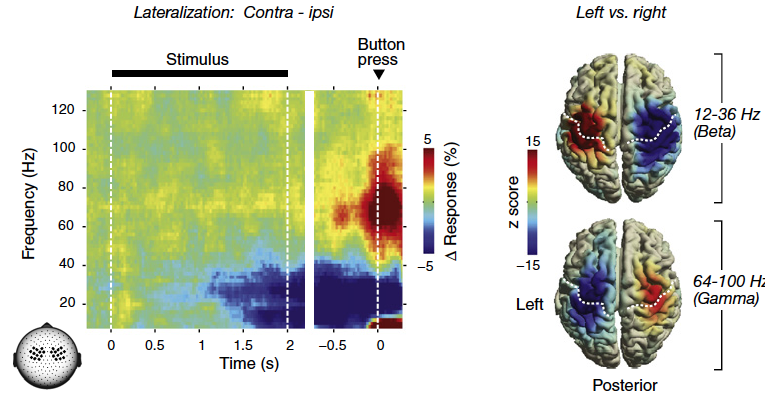 Lateralization: Contra - ipsi
Left vs. right
Stimulus
Button
press
Frequency (Hz)
120
100
80
60
40
20
0
0.5
1
1.5
2
−0.5
0
Time (s)
5
−5
Δ Response (%)
15
−15
z score
12-36 Hz
(Beta)
64-100 Hz
(Gamma)
Left
Posterior